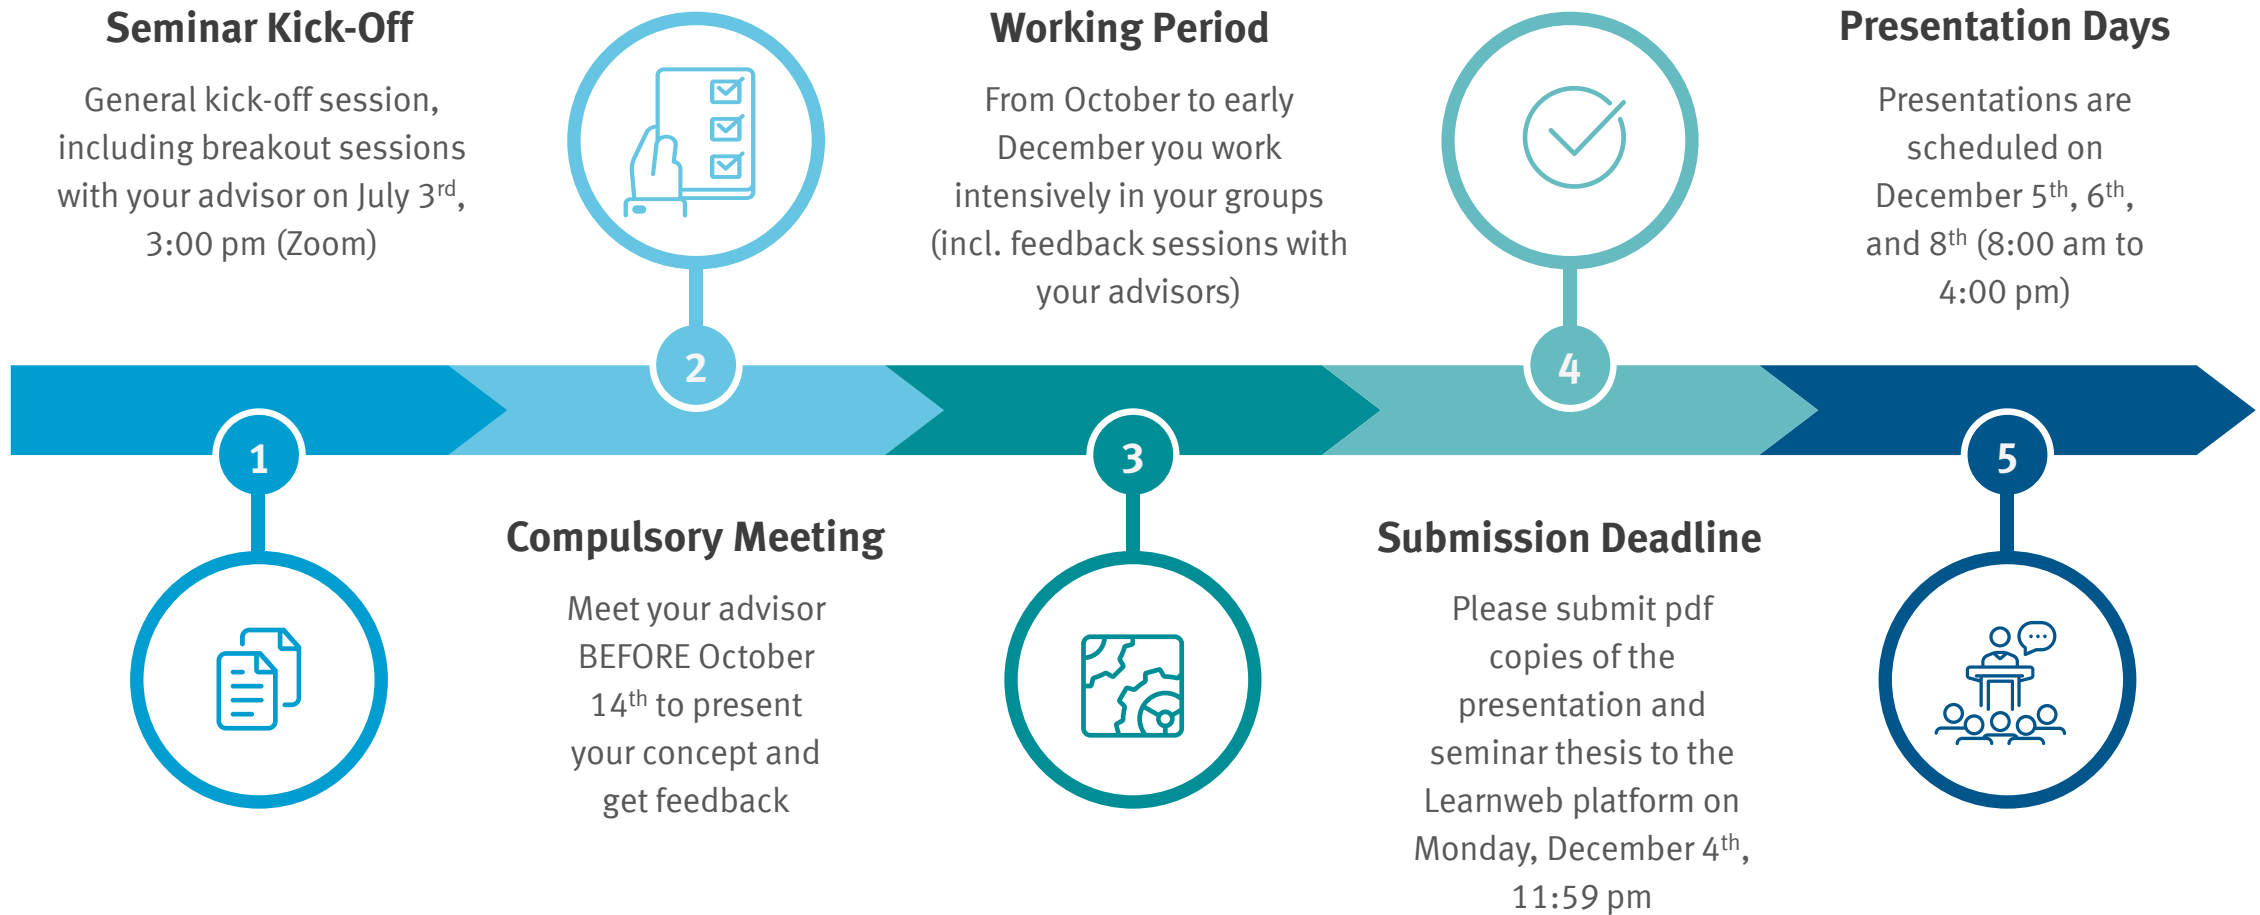 Seminar Kick-Off
General kick-off session,
including breakout sessions
with your advisor on July 3rd,
3:00 pm (Zoom)
1
2
Compulsory Meeting
Meet your advisor
BEFORE October
14th to present
your concept and
get feedback
Working Period
From October to early
December you work
intensively in your groups
(incl. feedback sessions with
your advisors)
3
4
Submission Deadline
Please submit pdf
copies of the
presentation and
seminar thesis to the
Learnweb platform on
Monday, December 4th,
11:59 pm
Presentation Days
Presentations are
scheduled on
December 5th, 6th,
and 8th (8:00 am to
4:00 pm)
5